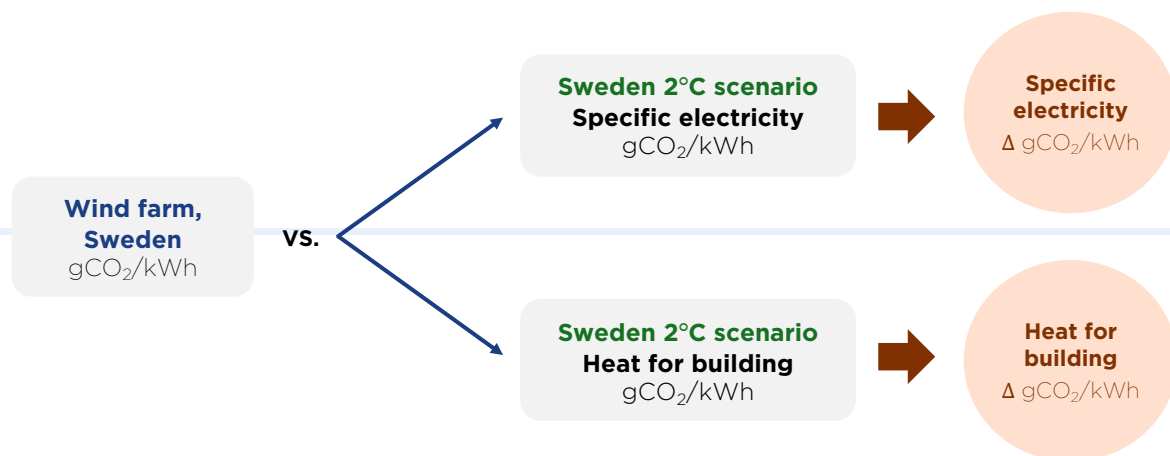 Wind farm,
Sweden
gCO₂/kWh
vs.
Sweden 2°C scenario
Specific electricity
gCO₂/kWh
Specific
electricity
Δ gCO₂/kWh
Sweden 2°C scenario
Heat for building
gCO₂/kWh
Heat for
building
Δ gCO₂/kWh